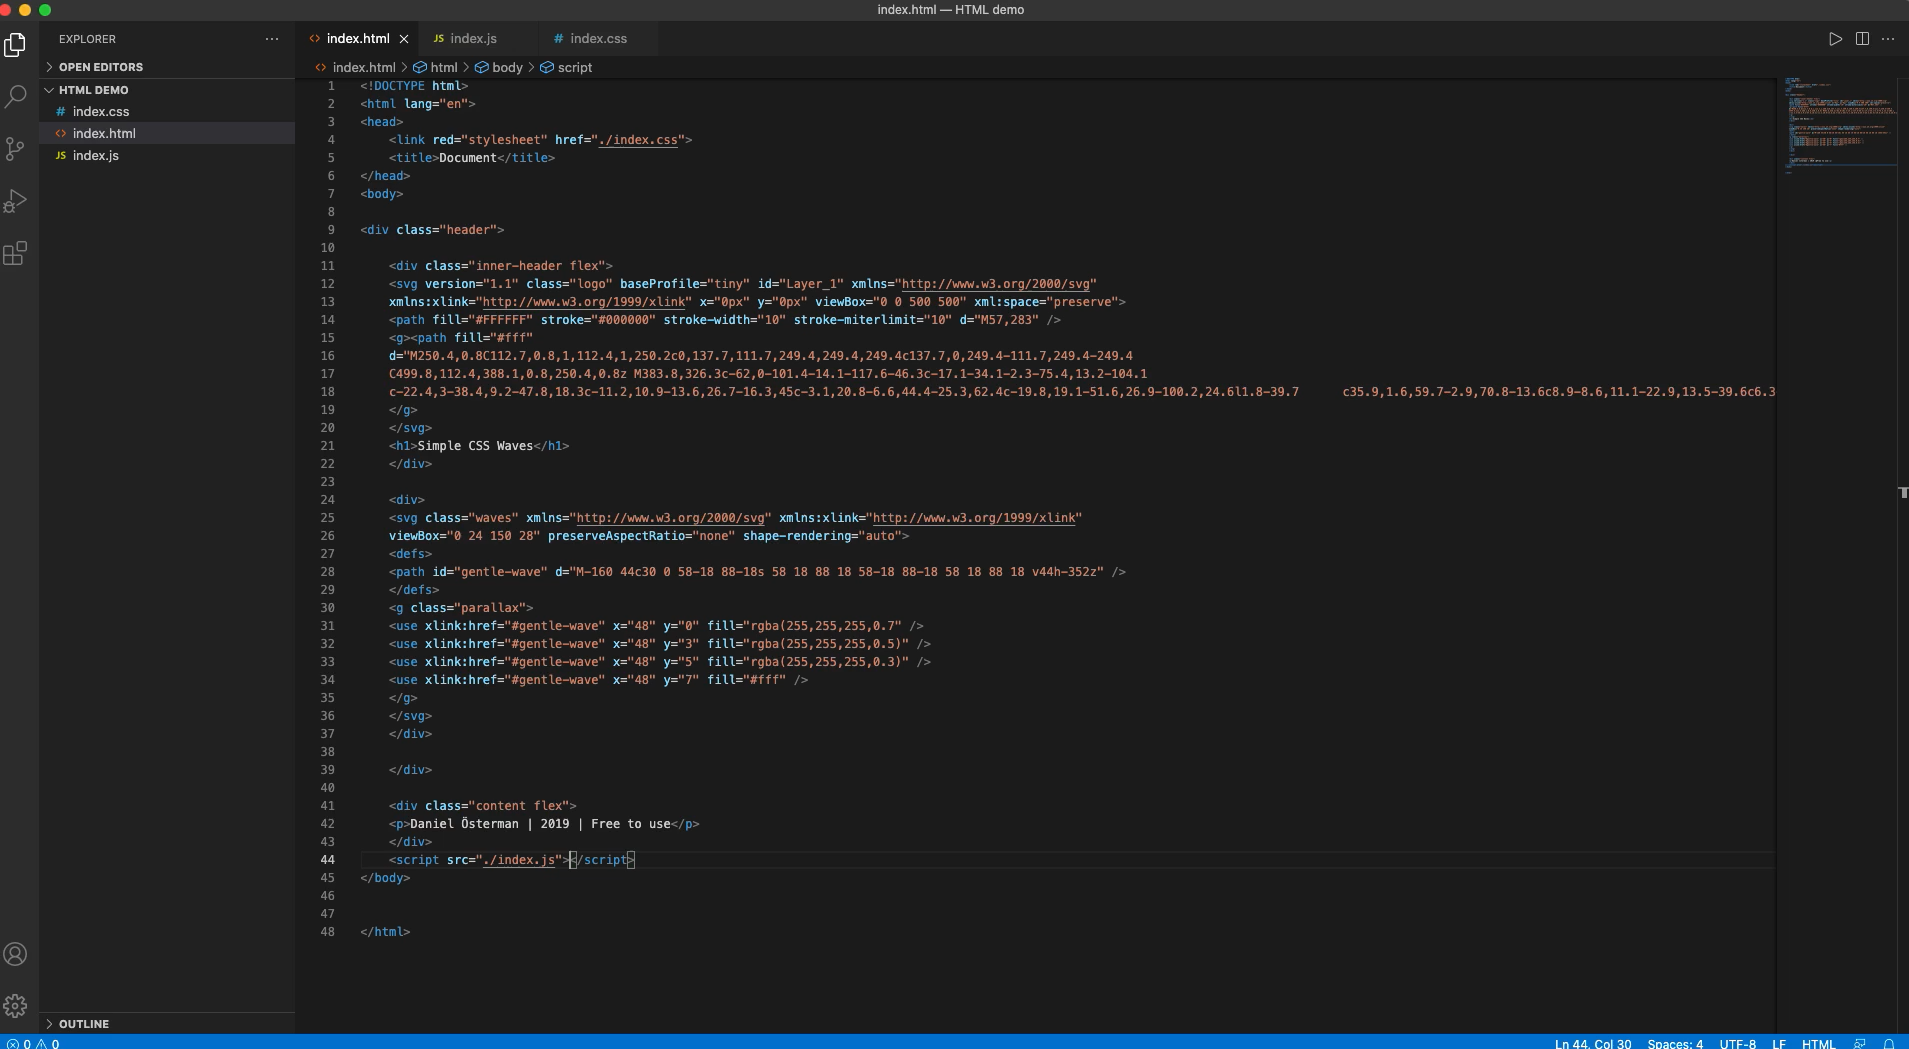 index.html — HTML demo
EXPLORER
OPEN EDITORS
HTML DEMO
# index.css
<> index.html
JS index.js
OUTLINE
<> index.html
JS index.js
# index.css
<> index.html > html > body > script
1 <!DOCTYPE html>
2 <html lang="en">
3 <head>
4 <link red="stylesheet" href="./index.css">
5 <title>Document</title>
6 </head>
7 <body>
8
9 <div class="header">
10
11 <div class="inner-header flex">
12 <svg version="1.1" class="logo" baseProfile="tiny" id="Layer_1" xmlns="http://www.w3.org/2000/svg"
13 xmlns:xlink="http://www.w3.org/1999/xlink" x="0px" y="0px" viewBox="0 0 500 500" xml:space="preserve">
14 <path fill="#FFFFFF" stroke="#000000" stroke-width="10" stroke-miterlimit="10" d="M57,283" />
15 <g><path fill="#fff"
16 d="M250.4,0.8C112.7,0.8,1,112.4,1,250.2c0,137.7,111.7,249.4,249.4,249.4c137.7,0,249.4-111.7,249.4-249.4
17 C499.8,112.4,388.1,0.8,250.4,0.8z M383.8,326.3c-62,0-101.4-14.1-117.6-46.3c-17.1-34.1-2.3-75.4,13.2-104.1
18 c-22.4,3-38.4,9.2-47.8,18.3c-11.2,10.9-13.6,26.7-16.3,45c-3.1,20.8-6.6,44.4-25.3,62.4c-19.8,19.1-51.6,26.9-100.2,24.6l1.8-39.7 c35.9,1.6,59.7-2.9,70.8-13.6c8.9-8.6,11.1-22.9,13.5-39.6c6.3
19 </g>
20 </svg>
21 <h1>Simple CSS Waves</h1>
22 </div>
23
24 <div>
25 <svg class="waves" xmlns="http://www.w3.org/2000/svg" xmlns:xlink="http://www.w3.org/1999/xlink"
26 viewBox="0 24 150 28" preserveAspectRatio="none" shape-rendering="auto">
27 <defs>
28 <path id="gentle-wave" d="M-160 44c30 0 58-18 88-18s 58 18 88 18 58-18 88-18 58 18 88 18 v44h-352z" />
29 </defs>
30 <g class="parallax">
31 <use xlink:href="#gentle-wave" x="48" y="0" fill="rgba(255,255,255,0.7" />
32 <use xlink:href="#gentle-wave" x="48" y="3" fill="rgba(255,255,255,0.5)" />
33 <use xlink:href="#gentle-wave" x="48" y="5" fill="rgba(255,255,255,0.3)" />
34 <use xlink:href="#gentle-wave" x="48" y="7" fill="#fff" />
35 </g>
36 </svg>
37 </div>
38
39 </div>
40
41 <div class="content flex">
42 <p>Daniel Österman | 2019 | Free to use</p>
43 </div>
44 <script src="./index.js"></script>
45 </body>
46
47
48 </html>
0 0
Ln 44, Col 30 Spaces: 4 UTF-8 LF HTML